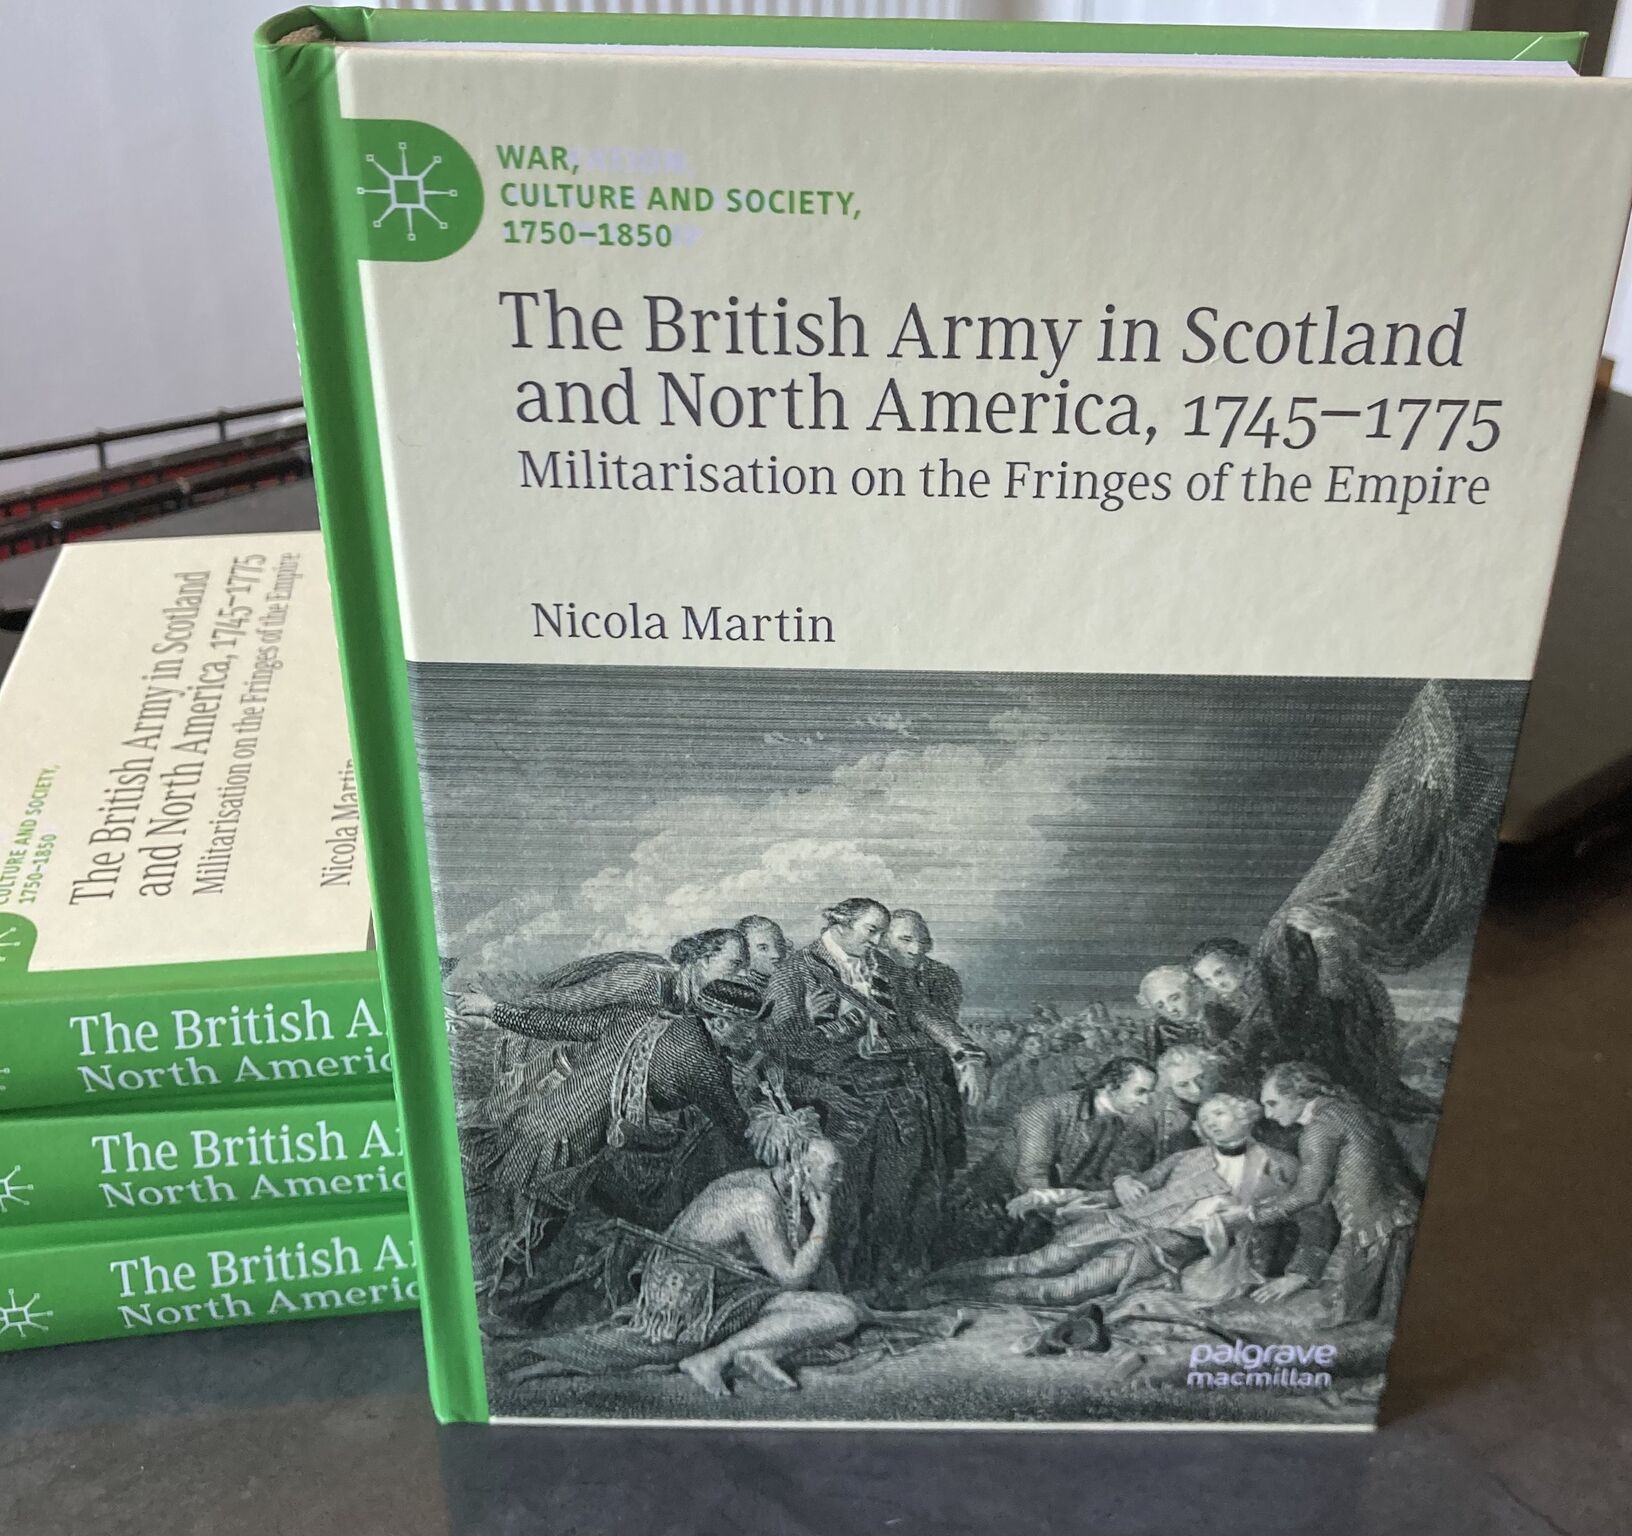 WAR,
CULTURE AND SOCIETY,
1750–1850
The British Army in Scotland
and North America, 1745–1775
Militarisation on the Fringes of the Empire
Nicola Martin
palgrave
macmillan
CULTURE AND SOCIETY,
1750–1850
The British Army in Scotland
and North America, 1745–1775
Militarisation on the Fringes of the Empire
Nicola Martin
The British A
North Americ
The British A
North Americ
The British A
North Americ